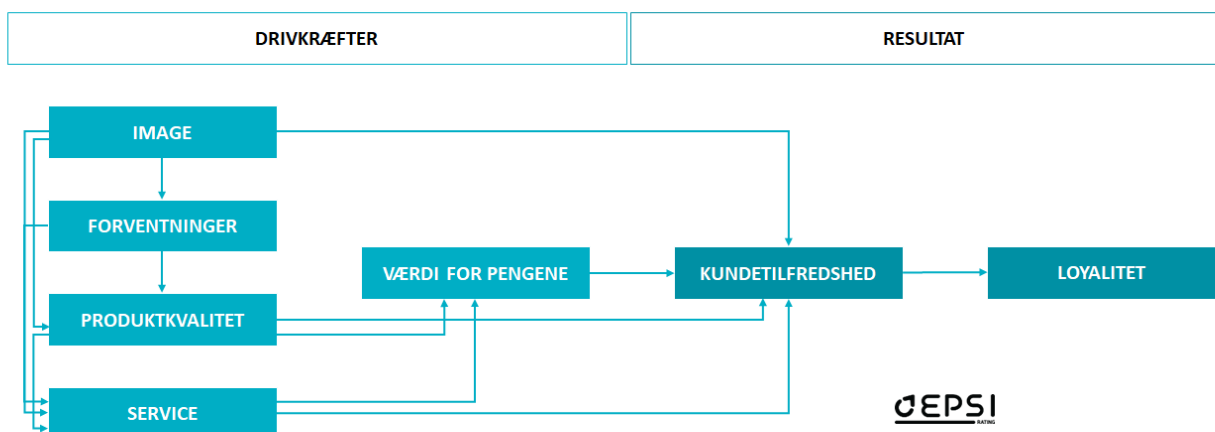 DRIVKRÆFTER
RESULTAT
IMAGE
FORVENTNINGER
VÆRDI FOR PENGENE
KUNDETILFREDSHED
LOYALITET
PRODUKTKVALITET
SERVICE
EPSI
RATING